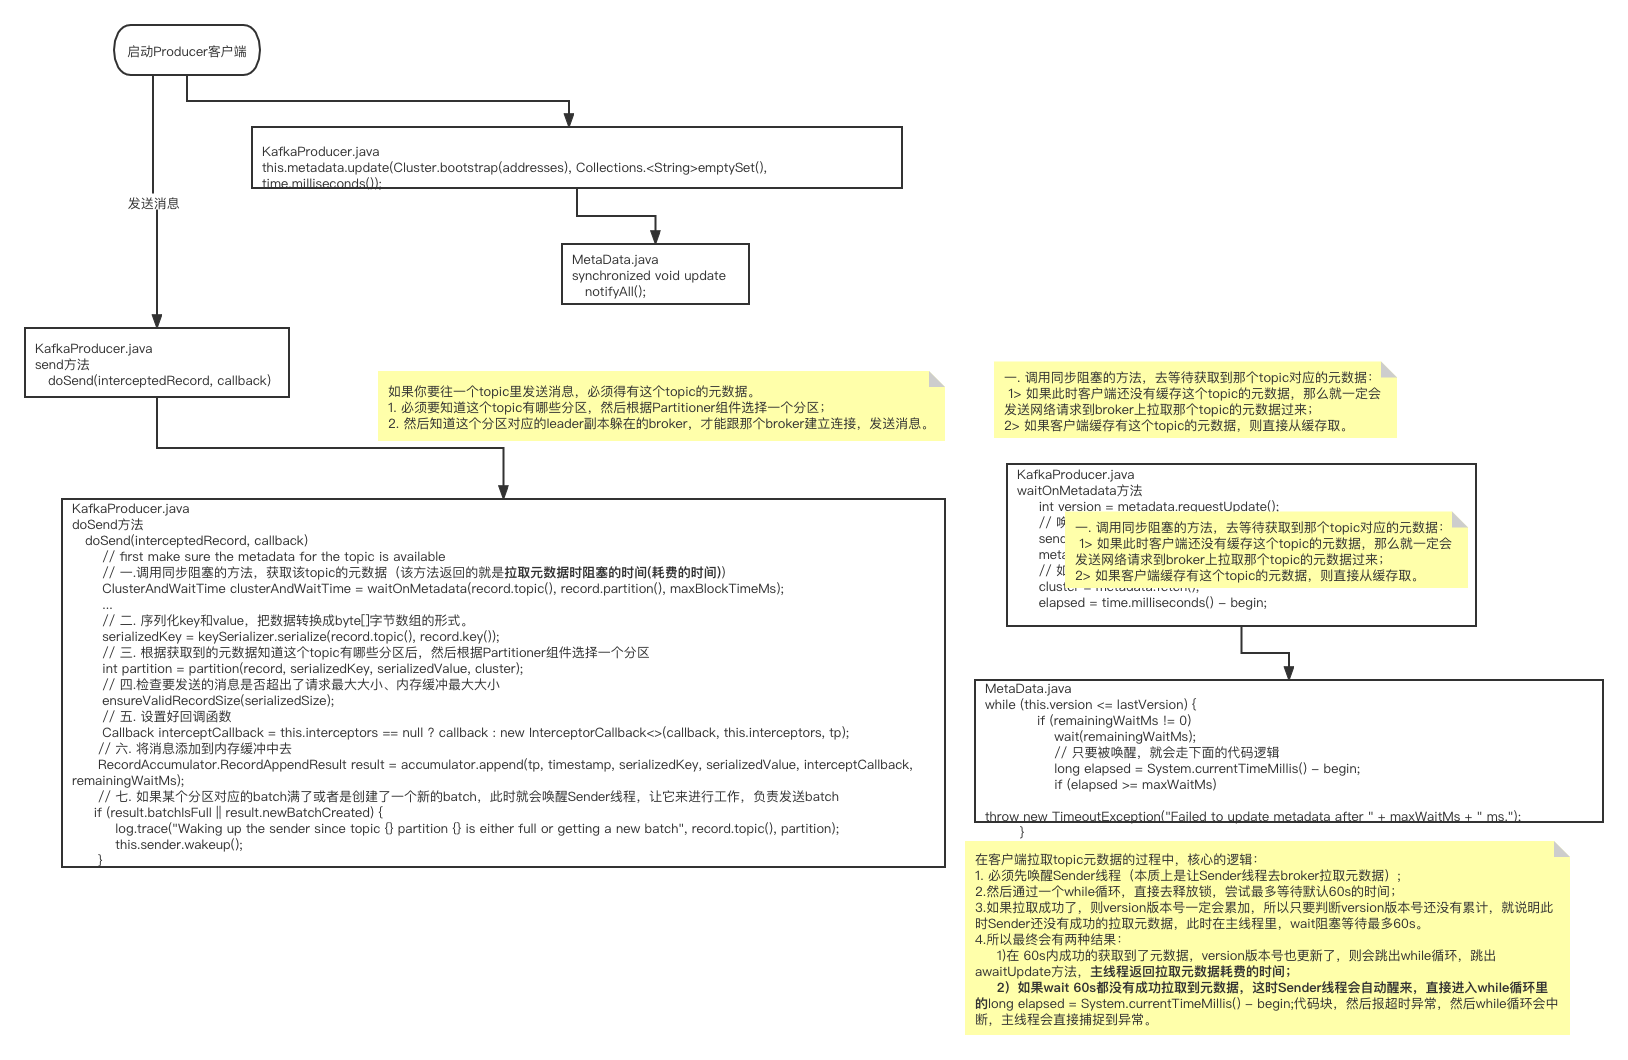 启动Producer客户端
KafkaProducer.java
this.metadata.update(Cluster.bootstrap(addresses), Collections.<String>emptySet(),
time.milliseconds());
发送消息
MetaData.java
synchronized void update
notifyAll();
KafkaProducer.java
send方法
doSend(interceptedRecord, callback)
如果你要往一个topic里发送消息，必须得有这个topic的元数据。
1. 必须要知道这个topic有哪些分区，然后根据Partitioner组件选择一个分区；
2. 然后知道这个分区对应的leader副本躲在的broker，才能跟那个broker建立连接，发送消息。
一. 调用同步阻塞的方法，去等待获取到那个topic对应的元数据：
1> 如果此时客户端还没有缓存这个topic的元数据，那么就一定会
发送网络请求到broker上拉取那个topic的元数据过来；
2> 如果客户端缓存有这个topic的元数据，则直接从缓存取。
KafkaProducer.java
doSend方法
doSend(interceptedRecord, callback)
// first make sure the metadata for the topic is available
// 一.调用同步阻塞的方法，获取该topic的元数据（该方法返回的就是拉取元数据时阻塞的时间(耗费的时间)）
ClusterAndWaitTime clusterAndWaitTime = waitOnMetadata(record.topic(), record.partition(), maxBlockTimeMs);
...
// 二. 序列化key和value，把数据转换成byte[]字节数组的形式。
serializedKey = keySerializer.serialize(record.topic(), record.key());
// 三. 根据获取到的元数据知道这个topic有哪些分区后，然后根据Partitioner组件选择一个分区
int partition = partition(record, serializedKey, serializedValue, cluster);
// 四.检查要发送的消息是否超出了请求最大大小、内存缓冲最大大小
ensureValidRecordSize(serializedSize);
// 五. 设置好回调函数
Callback interceptCallback = this.interceptors == null ? callback : new InterceptorCallback<>(callback, this.interceptors, tp);
// 六. 将消息添加到内存缓冲中去
RecordAccumulator.RecordAppendResult result = accumulator.append(tp, timestamp, serializedKey, serializedValue, interceptCallback,
remainingWaitMs);
// 七. 如果某个分区对应的batch满了或者是创建了一个新的batch，此时就会唤醒Sender线程，让它来进行工作，负责发送batch
if (result.batchIsFull || result.newBatchCreated) {
log.trace("Waking up the sender since topic {} partition {} is either full or getting a new batch", record.topic(), partition);
this.sender.wakeup();
}
KafkaProducer.java
waitOnMetadata方法
int version = metadata.requestUpdate();
// 唤
send
meta
// 如
cluster = metadata.fetch();
elapsed = time.milliseconds() - begin;
一. 调用同步阻塞的方法，去等待获取到那个topic对应的元数据：
1> 如果此时客户端还没有缓存这个topic的元数据，那么就一定会
发送网络请求到broker上拉取那个topic的元数据过来；
2> 如果客户端缓存有这个topic的元数据，则直接从缓存取。
MetaData.java
while (this.version <= lastVersion) {
if (remainingWaitMs != 0)
wait(remainingWaitMs);
// 只要被唤醒，就会走下面的代码逻辑
long elapsed = System.currentTimeMillis() - begin;
if (elapsed >= maxWaitMs)
throw new TimeoutException("Failed to update metadata after " + maxWaitMs + " ms.");
}
在客户端拉取topic元数据的过程中，核心的逻辑：
1. 必须先唤醒Sender线程（本质上是让Sender线程去broker拉取元数据）；
2.然后通过一个while循环，直接去释放锁，尝试最多等待默认60s的时间；
3.如果拉取成功了，则version版本号一定会累加，所以只要判断version版本号还没有累计，就说明此
时Sender还没有成功的拉取元数据，此时在主线程里，wait阻塞等待最多60s。
4.所以最终会有两种结果：
1)在 60s内成功的获取到了元数据，version版本号也更新了，则会跳出while循环，跳出
awaitUpdate方法，主线程返回拉取元数据耗费的时间；
2）如果wait 60s都没有成功拉取到元数据，这时Sender线程会自动醒来，直接进入while循环里
的long elapsed = System.currentTimeMillis() - begin;代码块，然后报超时异常，然后while循环会中
断，主线程会直接捕捉到异常。